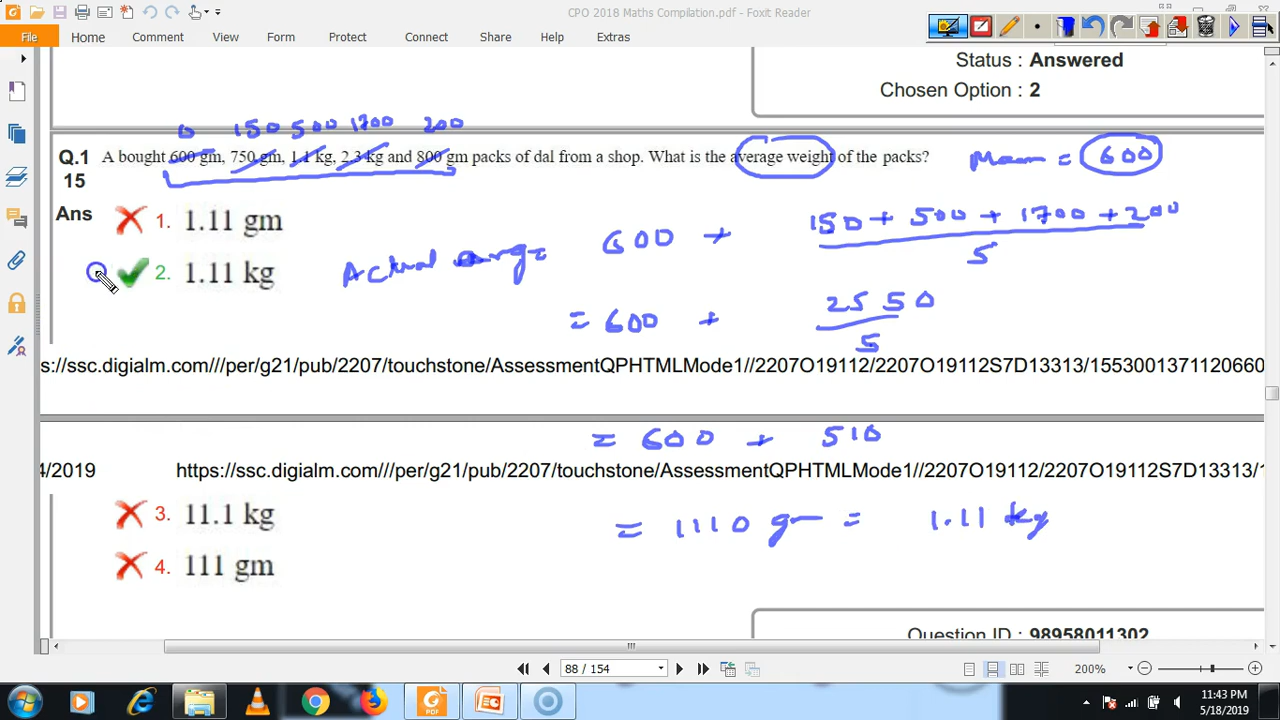 CPO 2018 Maths Compilation.pdf - Foxit Reader
File Home Comment View Form Protect Connect Share Help Extras
Status : Answered
Chosen Option : 2
0 150 500 1700 200
Q.1 A bought 600 gm, 750 gm, 1.1 kg, 2.3 kg and 800 gm packs of dal from a shop. What is the average weight of the packs? Mean = 600
15
Ans 1. 1.11 gm
150 + 500 + 1700 + 200
Actual avrg = 600 +
5
2. 1.11 kg
2550
= 600 +
5
s://ssc.digialm.com///per/g21/pub/2207/touchstone/AssessmentQPHTMLMode1//2207O19112/2207O19112S7D13313/1553001371120660
= 600 + 510
4/2019 https://ssc.digialm.com///per/g21/pub/2207/touchstone/AssessmentQPHTMLMode1//2207O19112/2207O19112S7D13313/1
3. 11.1 kg
= 1110 gm = 1.11 kg
4. 111 gm
Question ID : 98958011302
88 / 154 200%
PDF
11:43 PM
5/18/2019